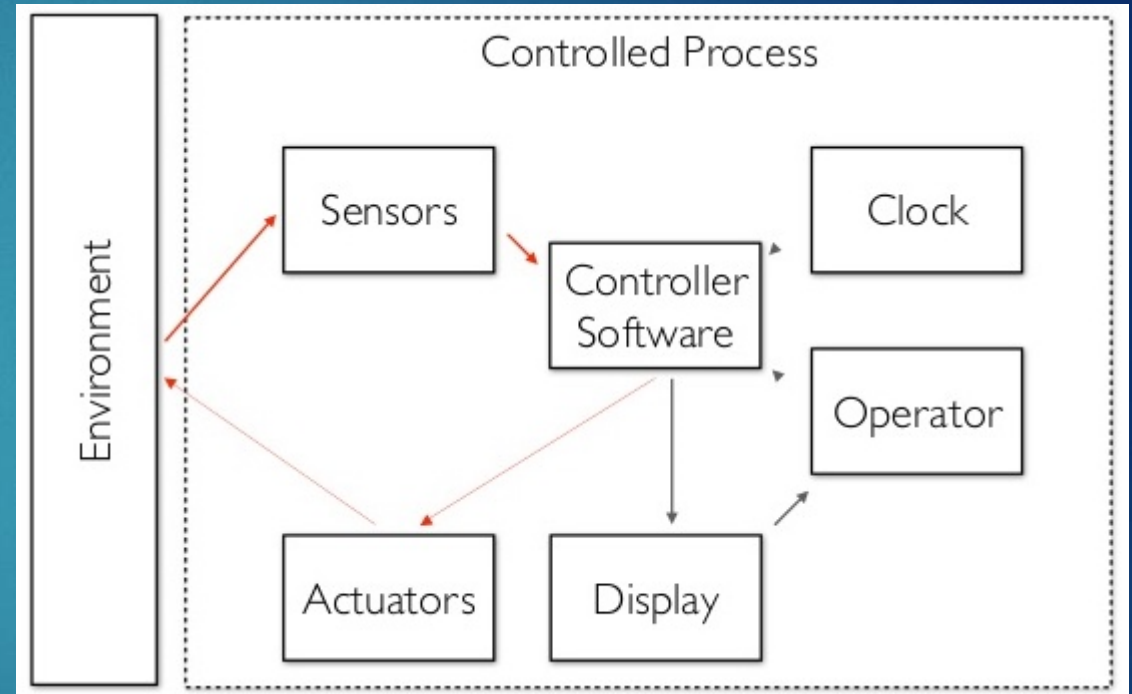 Controlled Process
Environment
Sensors
Clock
Controller
Software
Operator
Actuators
Display